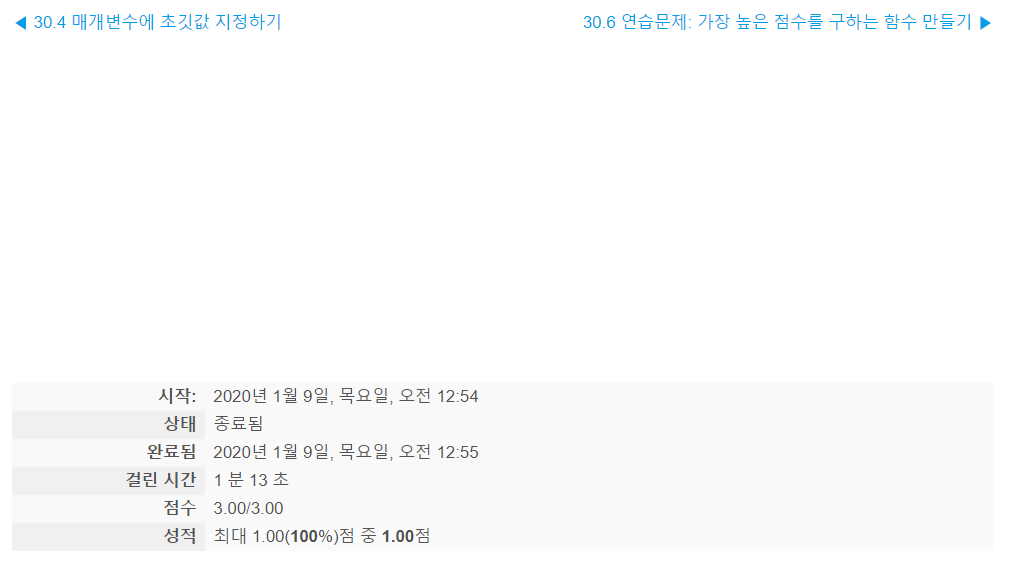 ◀ 30.4 매개변수에 초깃값 지정하기
30.6 연습문제: 가장 높은 점수를 구하는 함수 만들기 ▶
시작: 2020년 1월 9일, 목요일, 오전 12:54
상태 종료됨
완료됨 2020년 1월 9일, 목요일, 오전 12:55
걸린 시간 1 분 13 초
점수 3.00/3.00
성적 최대 1.00(100%)점 중 1.00점